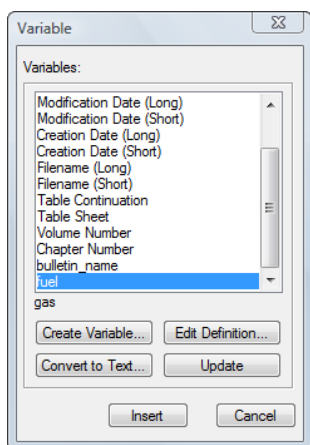 Variable
Variables:
Modification Date (Long)
Modification Date (Short)
Creation Date (Long)
Creation Date (Short)
Filename (Long)
Filename (Short)
Table Continuation
Table Sheet
Volume Number
Chapter Number
bulletin_name
fuel
gas
Create Variable... Edit Definition...
Convert to Text... Update
Insert Cancel